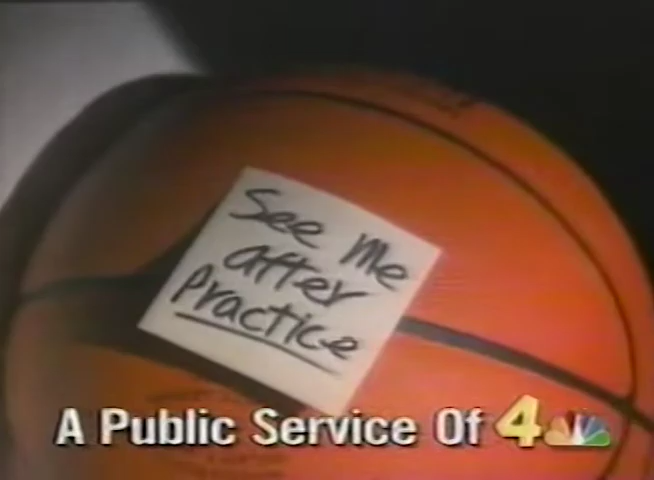 See Me
after
practice
A Public Service Of 4